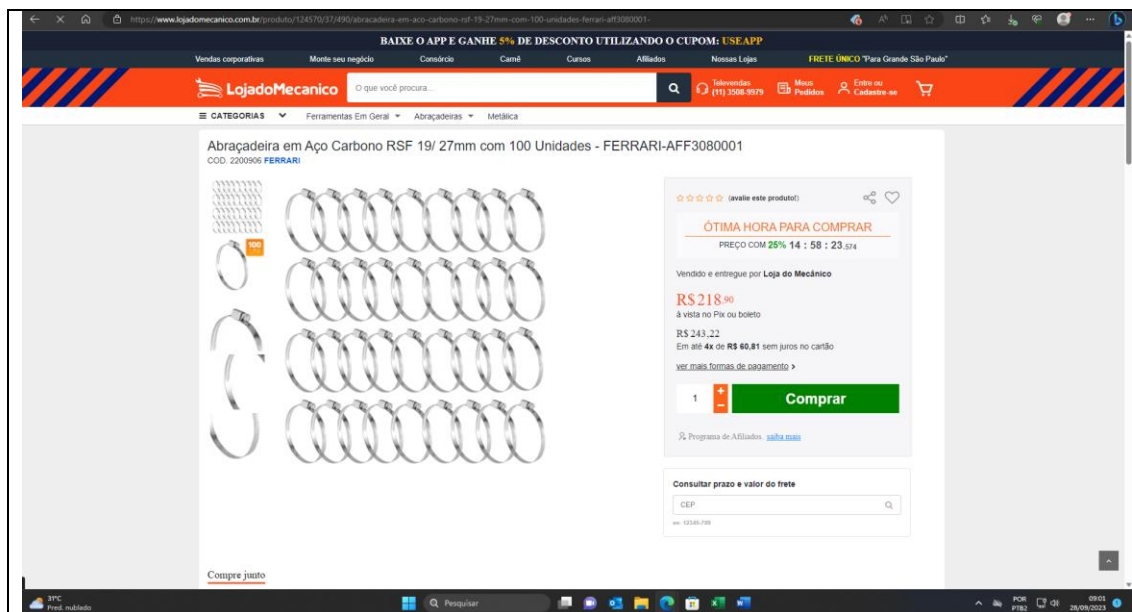 https://www.lojadomecanico.com.br/produto/124570/37/490/abracadeira-em-aco-carbono-rsf-19-27mm-com-100-unidades-ferrari-aff3080001-
BAIXE O APP E GANHE 5% DE DESCONTO UTILIZANDO O CUPOM: USEAPP
Vendas corporativas Monte seu negócio Consórcio Carnê Cursos Afiliados Nossas Lojas FRETE ÚNICO "Para Grande São Paulo"
LojadoMecanico O que você procura... Televendas (11) 3508-9979 Meus Pedidos Entre ou Cadastre-se
CATEGORIAS Ferramentas Em Geral Abraçadeiras Metálica
Abraçadeira em Aço Carbono RSF 19/ 27mm com 100 Unidades - FERRARI-AFF3080001
COD. 2200906 FERRARI
100
(avalie este produto!)
ÓTIMA HORA PARA COMPRAR
PREÇO COM 25% 14 : 58 : 23.574
Vendido e entregue por Loja do Mecânico
R$218,90
à vista no Pix ou boleto
R$ 243,22
Em até 4x de R$ 60,81 sem juros no cartão
ver mais formas de pagamento >
1 + − Comprar
Programa de Afiliados. saiba mais
Consultar prazo e valor do frete
CEP
ex: 12345-789
Compre junto
31°C
Pred. nublado
Pesquisar
POR
PTB2
09:01
28/09/2023